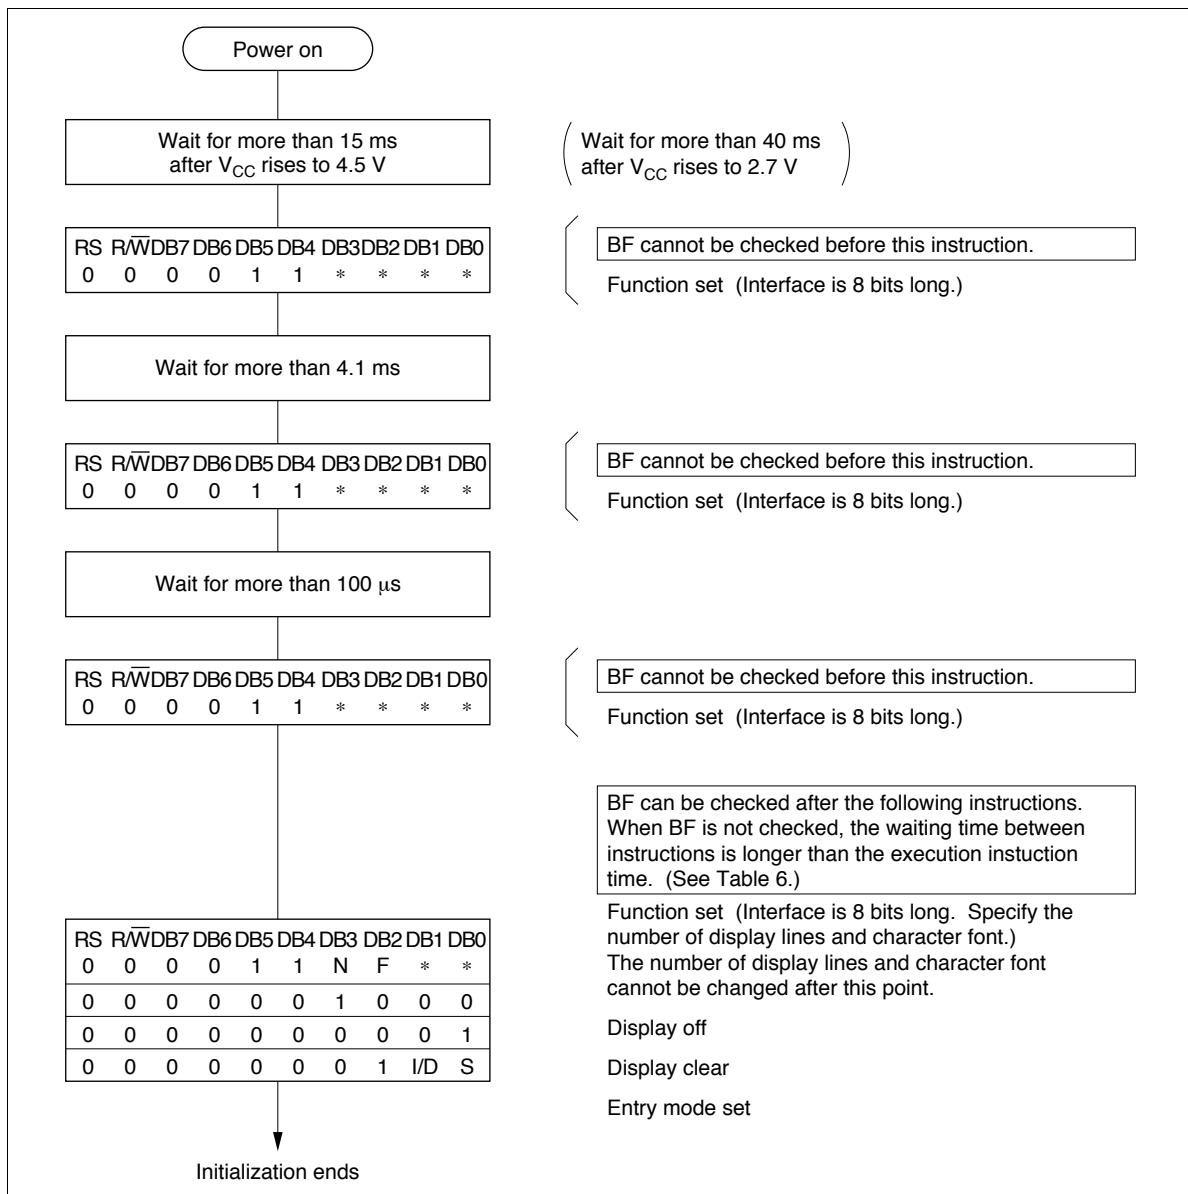 Power on
Wait for more than 15 ms
after VCC rises to 4.5 V
Wait for more than 40 ms
after VCC rises to 2.7 V
RS R/W̅ DB7 DB6 DB5 DB4 DB3 DB2 DB1 DB0
0 0 0 0 1 1 * * * *
BF cannot be checked before this instruction.
Function set (Interface is 8 bits long.)
Wait for more than 4.1 ms
RS R/W̅ DB7 DB6 DB5 DB4 DB3 DB2 DB1 DB0
0 0 0 0 1 1 * * * *
BF cannot be checked before this instruction.
Function set (Interface is 8 bits long.)
Wait for more than 100 μs
RS R/W̅ DB7 DB6 DB5 DB4 DB3 DB2 DB1 DB0
0 0 0 0 1 1 * * * *
BF cannot be checked before this instruction.
Function set (Interface is 8 bits long.)
BF can be checked after the following instructions.
When BF is not checked, the waiting time between
instructions is longer than the execution instuction
time. (See Table 6.)
RS R/W̅ DB7 DB6 DB5 DB4 DB3 DB2 DB1 DB0
0 0 0 0 1 1 N F * *
0 0 0 0 0 0 1 0 0 0
0 0 0 0 0 0 0 0 0 1
0 0 0 0 0 0 0 1 I/D S
Function set (Interface is 8 bits long. Specify the
number of display lines and character font.)
The number of display lines and character font
cannot be changed after this point.
Display off
Display clear
Entry mode set
Initialization ends